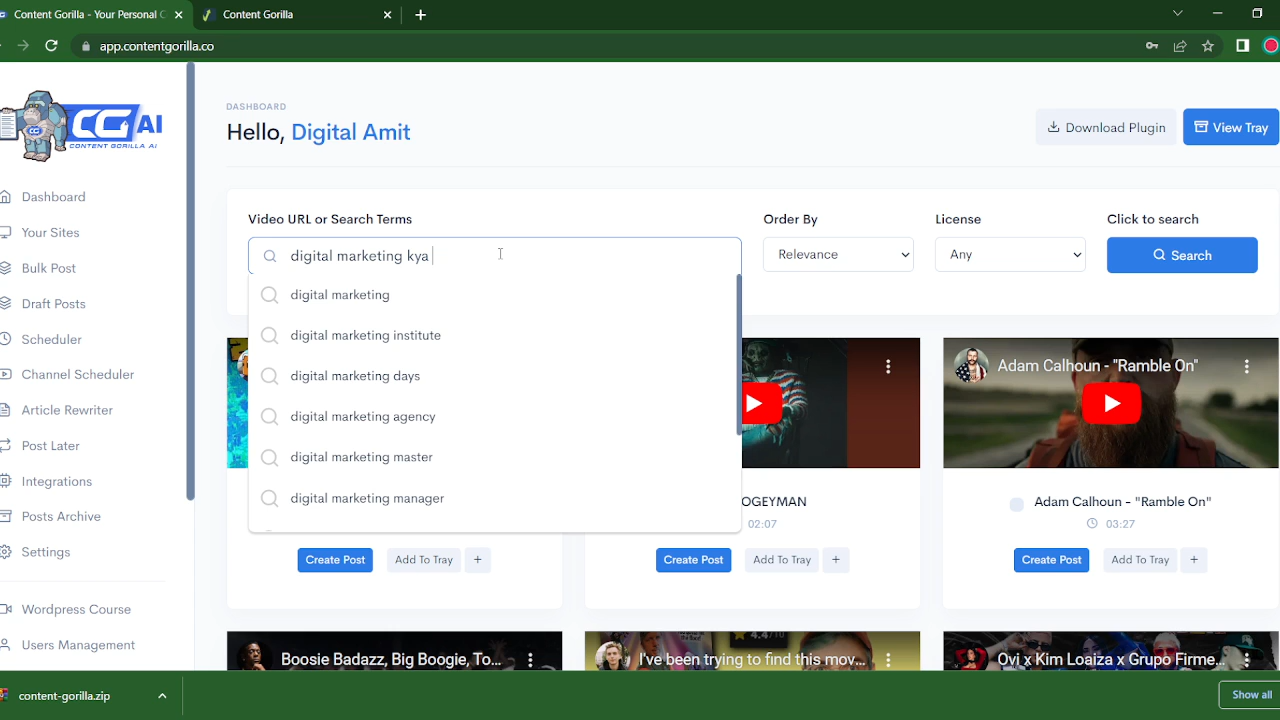 Content Gorilla - Your Personal C
Content Gorilla
app.contentgorilla.co
CG AI
CG
CONTENT GORILLA AI
Dashboard
Your Sites
Bulk Post
Draft Posts
Scheduler
Channel Scheduler
Article Rewriter
Post Later
Integrations
Posts Archive
Settings
Wordpress Course
Users Management
DASHBOARD
Hello, Digital Amit
Download Plugin
View Tray
Video URL or Search Terms
Order By
License
Click to search
digital marketing kya
Relevance
Any
Search
digital marketing
digital marketing institute
digital marketing days
digital marketing agency
digital marketing master
digital marketing manager
Adam Calhoun - "Ramble On"
OGEYMAN
02:07
Adam Calhoun - "Ramble On"
03:27
Create Post
Add To Tray
+
Create Post
Add To Tray
+
Create Post
Add To Tray
+
Boosie Badazz, Big Boogie, To...
4.4/10
I've been trying to find this mov...
Ovi x Kim Loaiza x Grupo Firme...
content-gorilla.zip
Show all